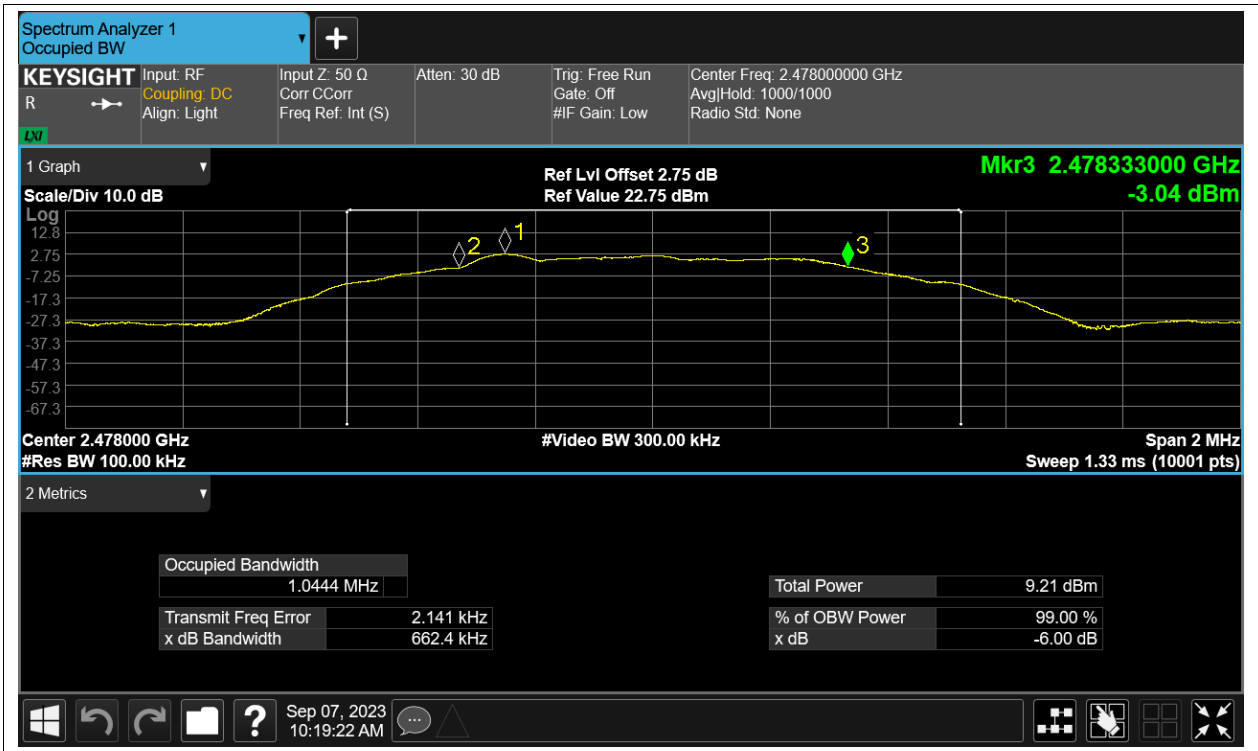 Spectrum Analyzer 1
Occupied BW
+
KEYSIGHT Input: RF Input Z: 50 Ω Atten: 30 dB Trig: Free Run Center Freq: 2.478000000 GHz
R Coupling: DC Corr CCorr Gate: Off Avg|Hold: 1000/1000
Align: Light Freq Ref: Int (S) #IF Gain: Low Radio Std: None
LXI
1 Graph Ref Lvl Offset 2.75 dB Mkr3 2.478333000 GHz
Scale/Div 10.0 dB Ref Value 22.75 dBm -3.04 dBm
Log
12.8
2.75
-7.25
-17.3
-27.3
-37.3
-47.3
-57.3
-67.3
2 1 3
Center 2.478000 GHz #Video BW 300.00 kHz Span 2 MHz
#Res BW 100.00 kHz Sweep 1.33 ms (10001 pts)
2 Metrics
Occupied Bandwidth
1.0444 MHz Total Power 9.21 dBm
Transmit Freq Error 2.141 kHz % of OBW Power 99.00 %
x dB Bandwidth 662.4 kHz x dB -6.00 dB
? Sep 07, 2023
10:19:22 AM